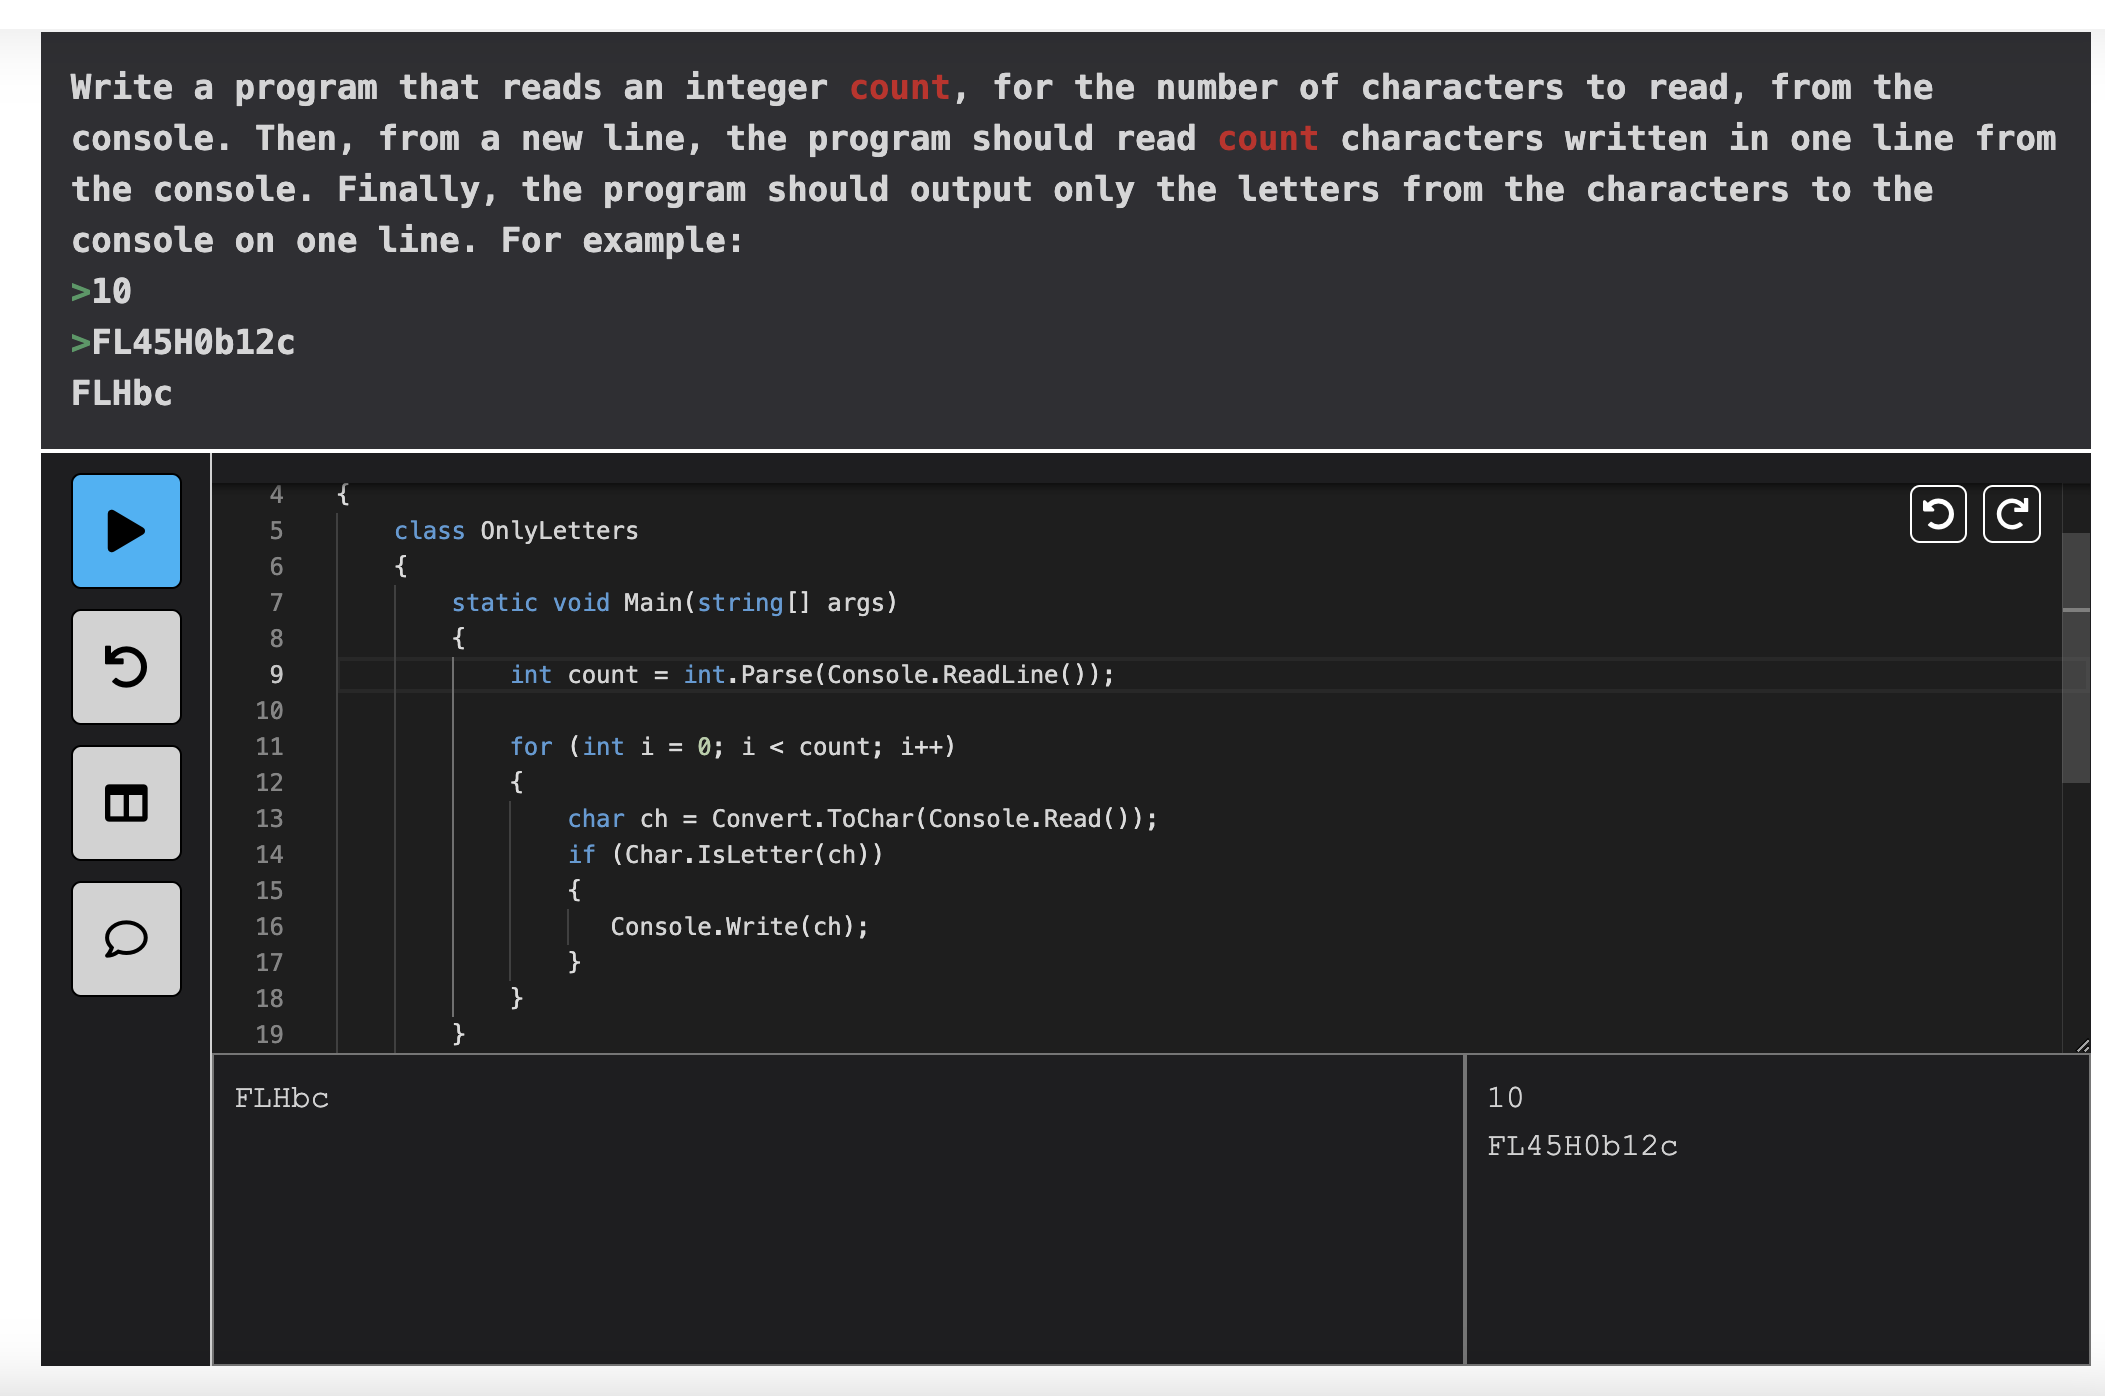 Write a program that reads an integer count, for the number of characters to read, from the
console. Then, from a new line, the program should read count characters written in one line from
the console. Finally, the program should output only the letters from the characters to the
console on one line. For example:
>10
>FL45H0b12c
FLHbc
4 {
5 class OnlyLetters
6 {
7 static void Main(string[] args)
8 {
9 int count = int.Parse(Console.ReadLine());
10
11 for (int i = 0; i < count; i++)
12 {
13 char ch = Convert.ToChar(Console.Read());
14 if (Char.IsLetter(ch))
15 {
16 Console.Write(ch);
17 }
18 }
19 }
FLHbc
10
FL45H0b12c